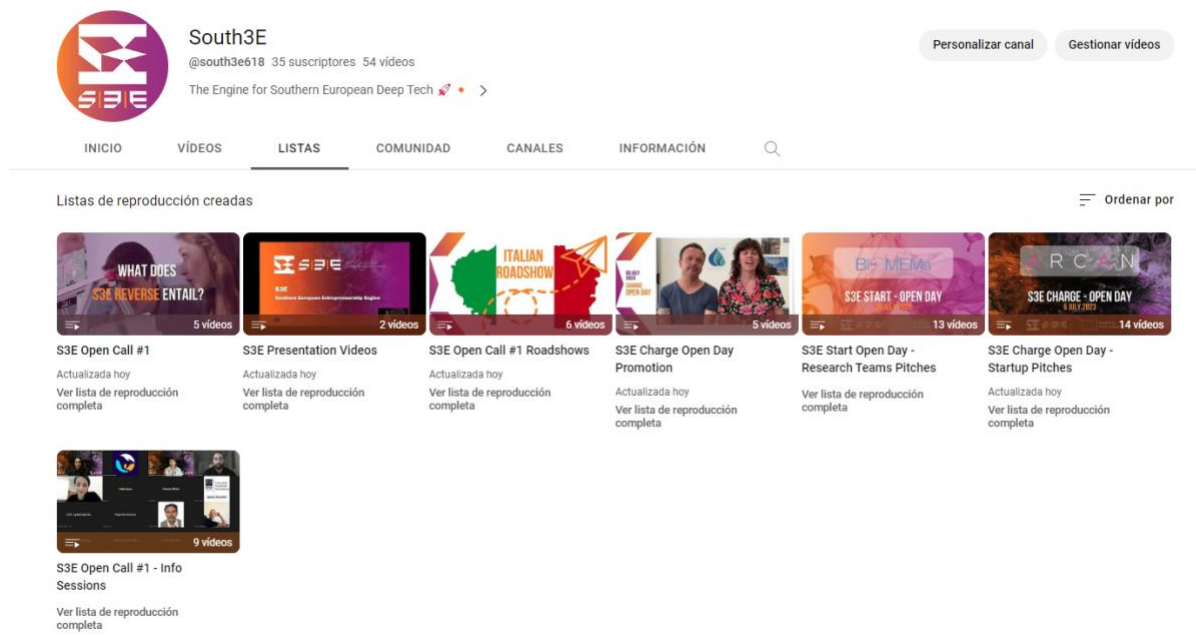 South3E
@south3e618 35 suscriptores 54 vídeos
The Engine for Southern European Deep Tech 🚀 🔸
Personalizar canal
Gestionar vídeos
S|3|E
INICIO
VÍDEOS
LISTAS
COMUNIDAD
CANALES
INFORMACIÓN
Listas de reproducción creadas
Ordenar por
WHAT DOES
S3E REVERSE ENTAIL?
5 vídeos
S3E Open Call #1
Actualizada hoy
Ver lista de reproducción
completa
S|3|E
S3E
Southern European Entrepreneurship Engine
2 vídeos
S3E Presentation Videos
Actualizada hoy
Ver lista de reproducción
completa
ITALIAN
ROADSHOW
6 vídeos
S3E Open Call #1 Roadshows
Actualizada hoy
Ver lista de reproducción
completa
OPEN DAY
5 vídeos
S3E Charge Open Day
Promotion
Actualizada hoy
Ver lista de reproducción
completa
MEMs
S3E START - OPEN DAY
13 vídeos
S3E Start Open Day -
Research Teams Pitches
Ver lista de reproducción
completa
ARCAN
S3E CHARGE - OPEN DAY
6 JULY 2023
14 vídeos
S3E Charge Open Day -
Startup Pitches
Actualizada hoy
Ver lista de reproducción
completa
9 vídeos
S3E Open Call #1 - Info
Sessions
Ver lista de reproducción
completa